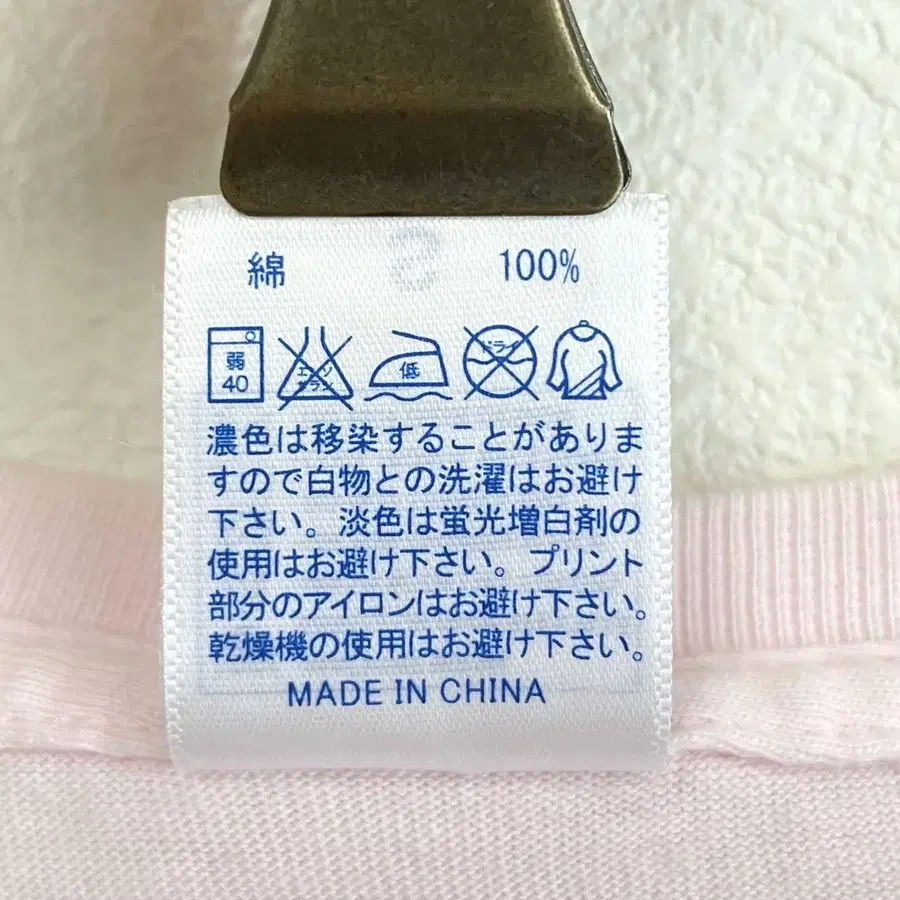 綿 S 100%
弱 40 エンソ サラシ 低 ドライ
濃色は移染することがありま
すので白物との洗濯はお避け
下さい。淡色は蛍光増白剤の
使用はお避け下さい。プリント
部分のアイロンはお避け下さい。
乾燥機の使用はお避け下さい。
MADE IN CHINA